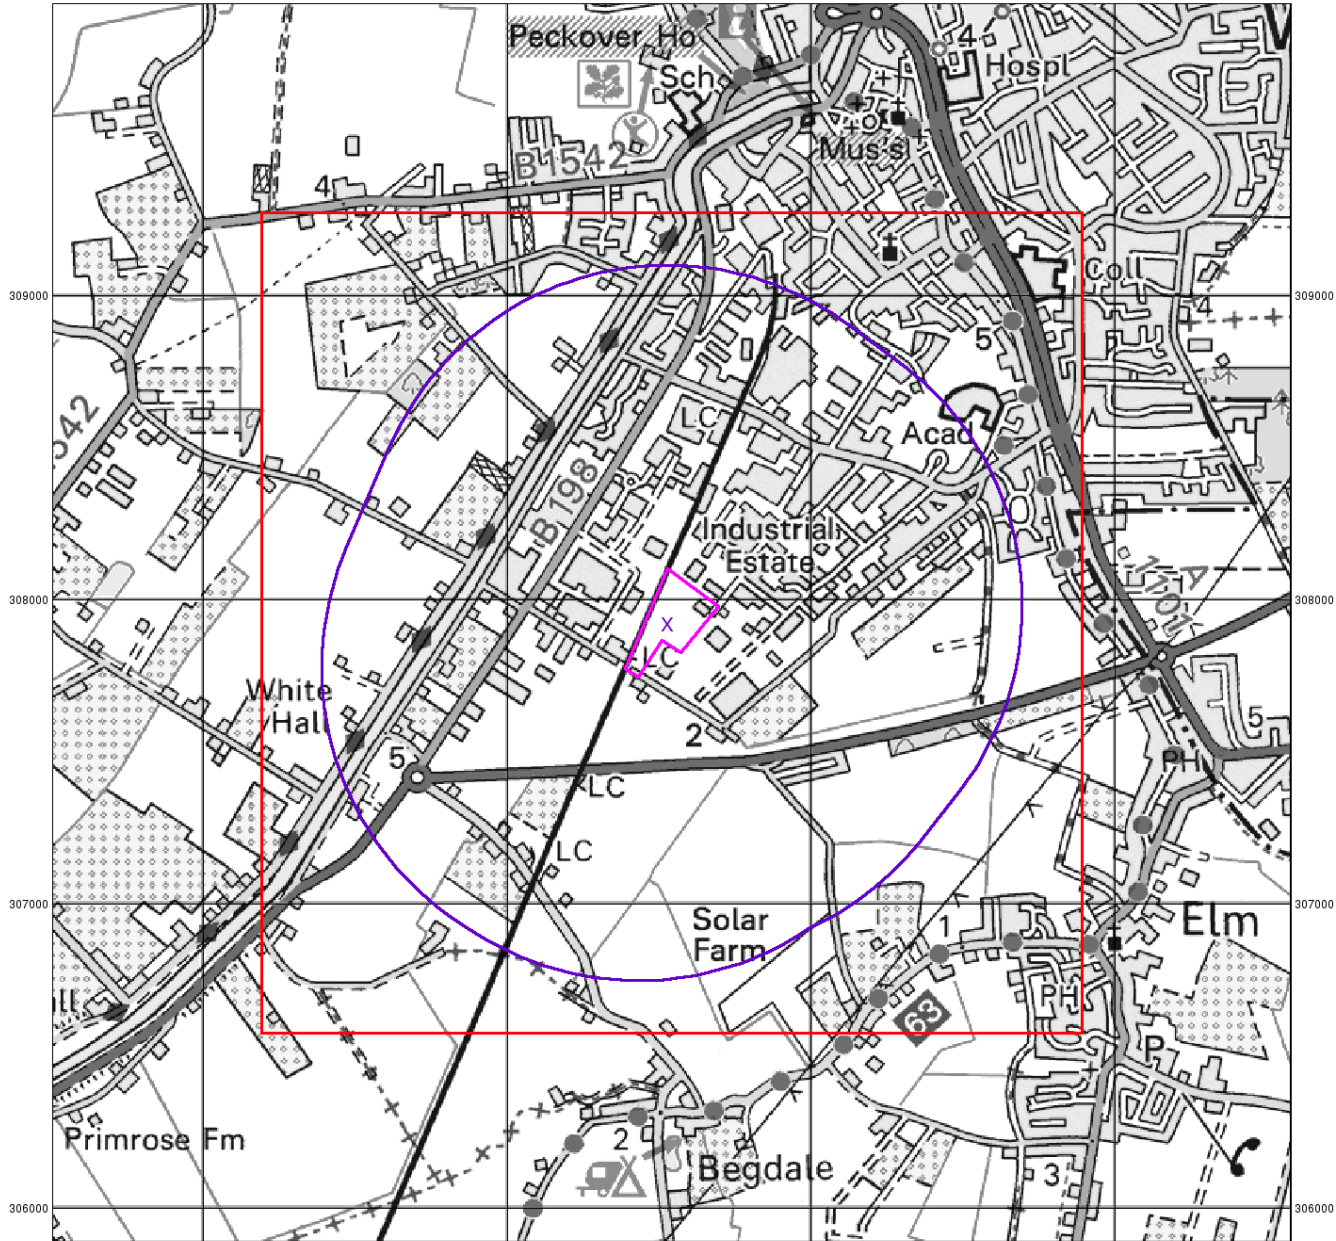 Peckover Ho
Sch
4
Hospl
Mus's
B1542
4
Coll
4
309000
309000
5
542
LC
Acad
B198
Industrial
Estate
A
1101
308000
308000
X
LC
White
Hall
2
5
5
PH
LC
LC
307000
307000
Solar
Farm
1
Elm
63
PH
P
Primrose Fm
2
Begdale
3
306000
306000